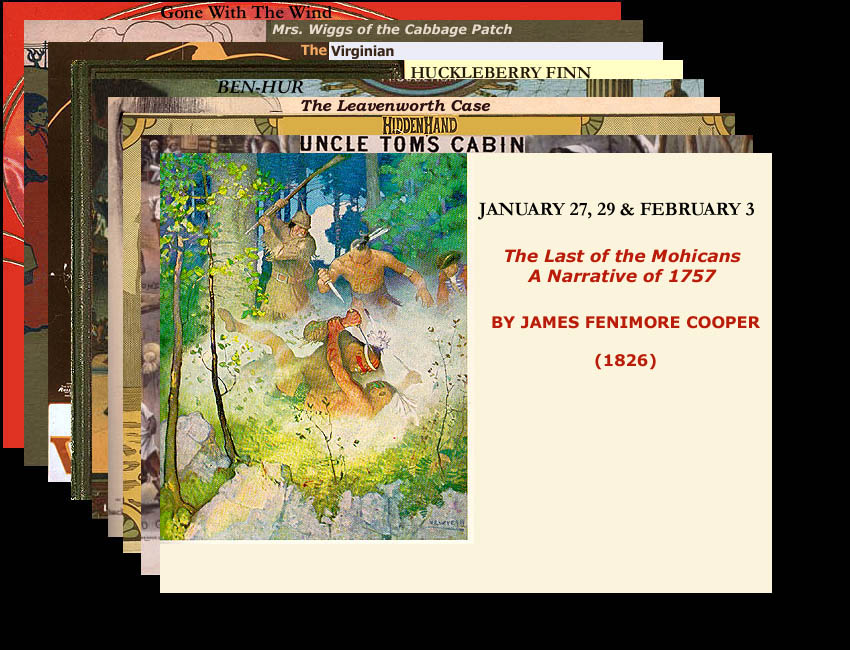 Gone With The Wind
Mrs. Wiggs of the Cabbage Patch
The Virginian
HUCKLEBERRY FINN
BEN-HUR
The Leavenworth Case
HIDDENHAND
UNCLE TOMS CABIN
JANUARY 27, 29 & FEBRUARY 3
The Last of the Mohicans
A Narrative of 1757
BY JAMES FENIMORE COOPER
(1826)